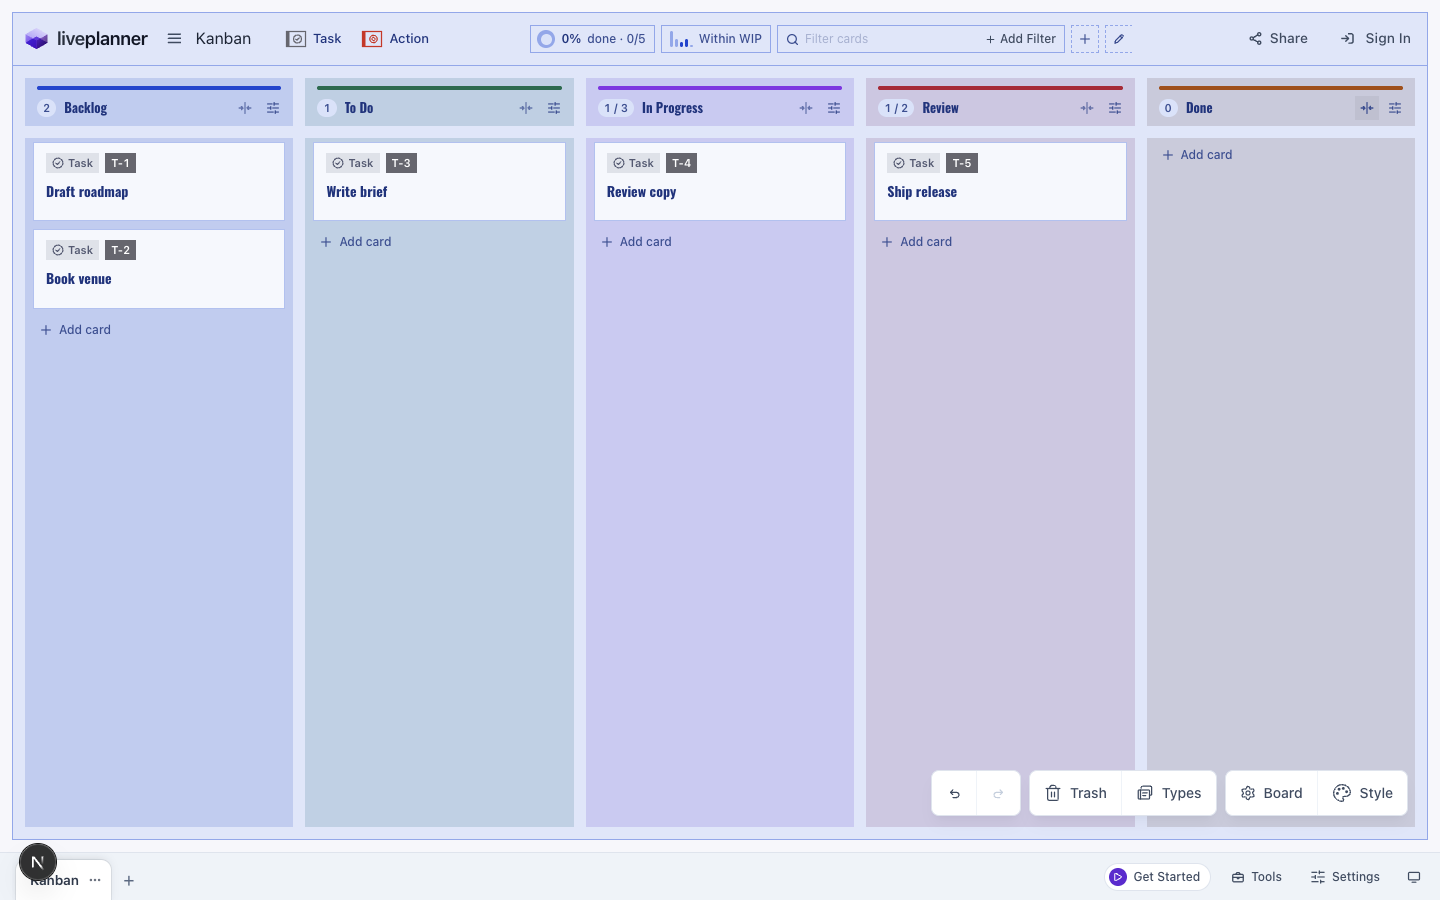 liveplanner
Kanban
Task
Action
0% done · 0/5
Within WIP
Filter cards
Add Filter
Share
Sign In
2 Backlog
1 To Do
1 / 3 In Progress
1 / 2 Review
0 Done
Task T-1
Draft roadmap
Task T-2
Book venue
Add card
Task T-3
Write brief
Add card
Task T-4
Review copy
Add card
Task T-5
Ship release
Add card
Add card
Trash
Types
Board
Style
N
Kanban
Get Started
Tools
Settings